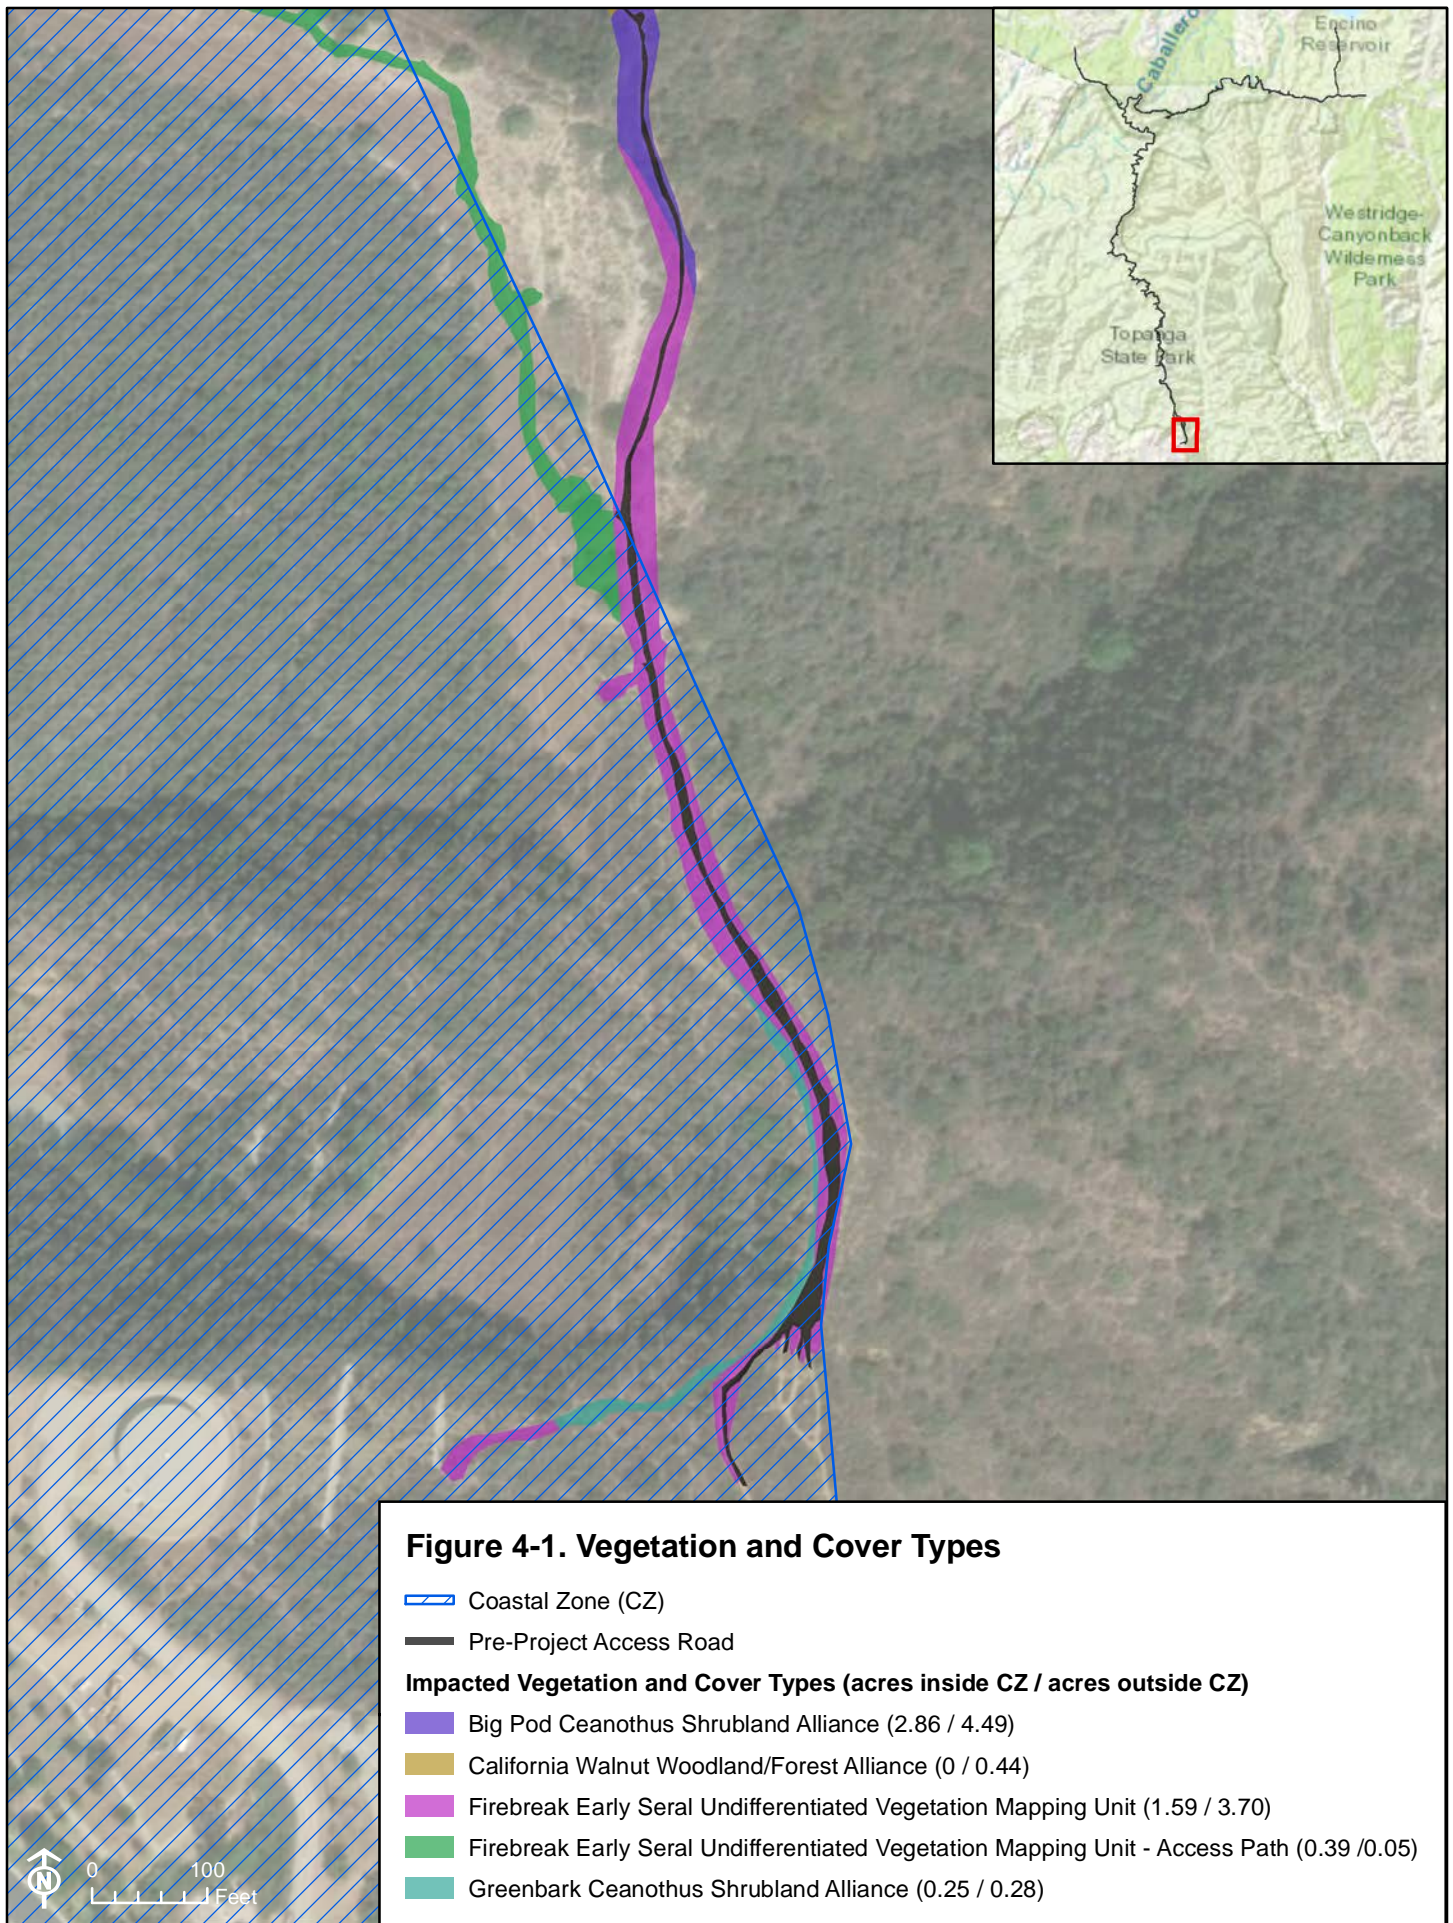 Caballero
Encino
Reservoir
Westridge-
Canyonback
Wilderness
Park
Topanga
State Park
Figure 4-1. Vegetation and Cover Types
Coastal Zone (CZ)
Pre-Project Access Road
Impacted Vegetation and Cover Types (acres inside CZ / acres outside CZ)
Big Pod Ceanothus Shrubland Alliance (2.86 / 4.49)
California Walnut Woodland/Forest Alliance (0 / 0.44)
Firebreak Early Seral Undifferentiated Vegetation Mapping Unit (1.59 / 3.70)
Firebreak Early Seral Undifferentiated Vegetation Mapping Unit - Access Path (0.39 /0.05)
Greenbark Ceanothus Shrubland Alliance (0.25 / 0.28)
N
0 100
Feet